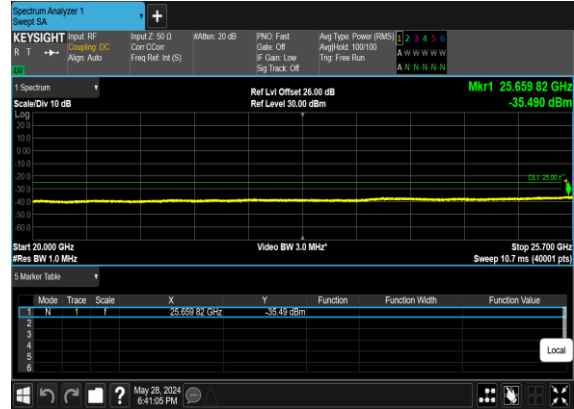 Spectrum Analyzer 1
Swept SA
+
KEYSIGHT Input: RF Input Z: 50 Ω #Atten: 20 dB PNO: Fast Avg Type: Power (RMS) 1 2 3 4 5 6
R T Coupling: DC Corr CCorr Gate: Off Avg|Hold: 100/100 A W W W W W
Align: Auto Freq Ref: Int (S) IF Gain: Low Trig: Free Run
LM Sig Track: Off A N N N N N
1 Spectrum Ref Lvl Offset 26.00 dB Mkr1 25.659 82 GHz
Scale/Div 10 dB Ref Level 30.00 dBm -35.490 dBm
Log
20.0
10.0
0.00
-10.0
-20.0
DL1 -25.00
-30.0
-40.0
-50.0
-60.0
Start 20.000 GHz Video BW 3.0 MHz* Stop 25.700 GHz
#Res BW 1.0 MHz Sweep 10.7 ms (40001 pts)
5 Marker Table
Mode Trace Scale X Y Function Function Width Function Value
1 N 1 f 25.659 82 GHz -35.49 dBm
2
3
4
5
6
Local
? May 28, 2024
6:41:05 PM